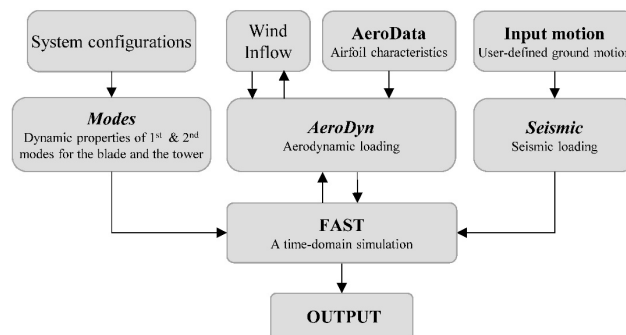 System configurations
Wind
Inflow
AeroData
Airfoil characteristics
Input motion
User-defined ground motion
Modes
Dynamic properties of 1st & 2nd
modes for the blade and the tower
AeroDyn
Aerodynamic loading
Seismic
Seismic loading
FAST
A time-domain simulation
OUTPUT